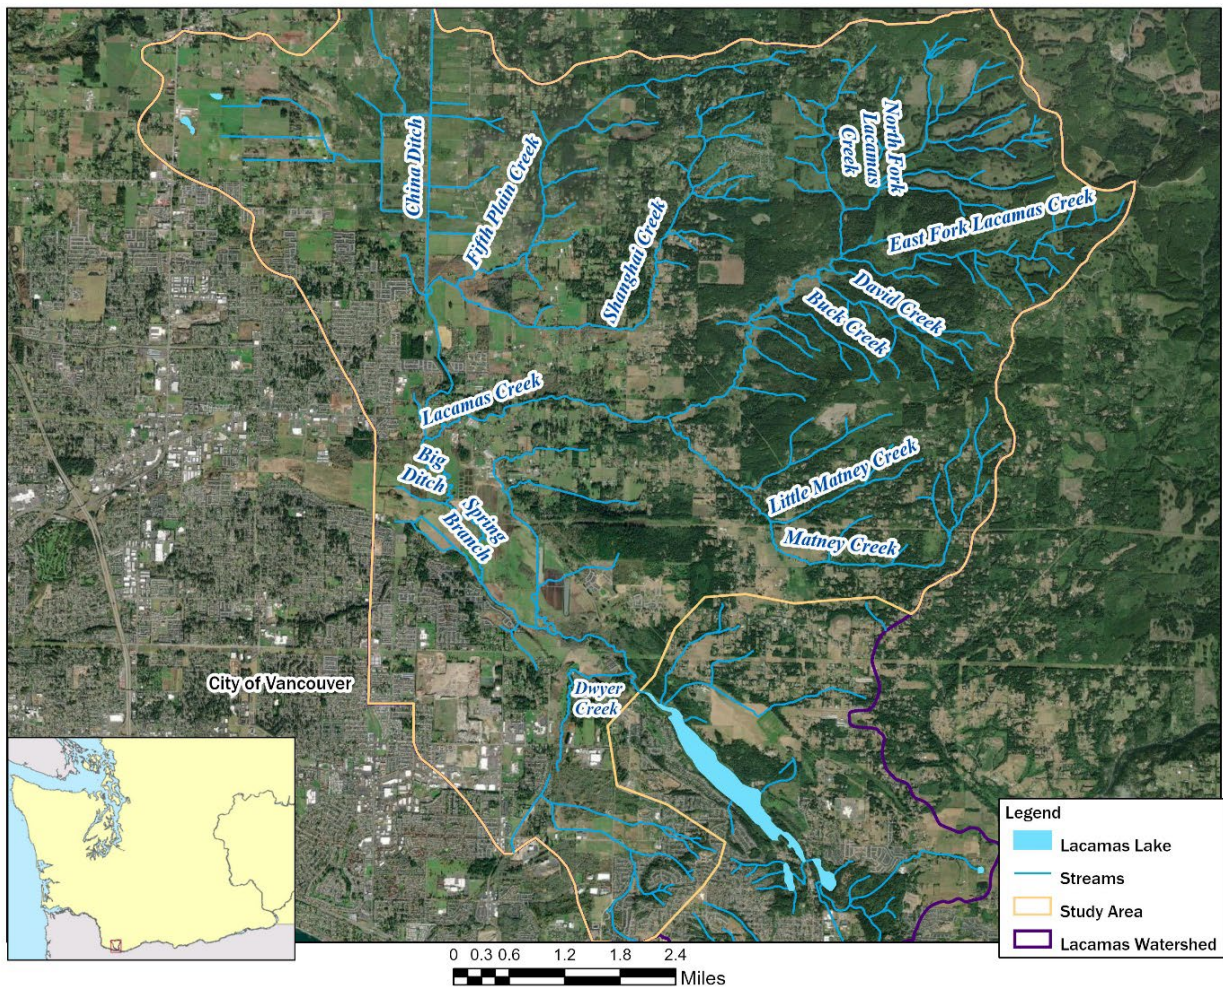 China Ditch
Fifth Plain Creek
Shanghai Creek
North Fork
Lacamas
Creek
East Fork Lacamas Creek
David Creek
Buck Creek
Lacamas Creek
Big
Ditch
Spring
Branch
Little Matney Creek
Matney Creek
City of Vancouver
Dwyer
Creek
Legend
Lacamas Lake
Streams
Study Area
Lacamas Watershed
0 0.3 0.6 1.2 1.8 2.4
Miles